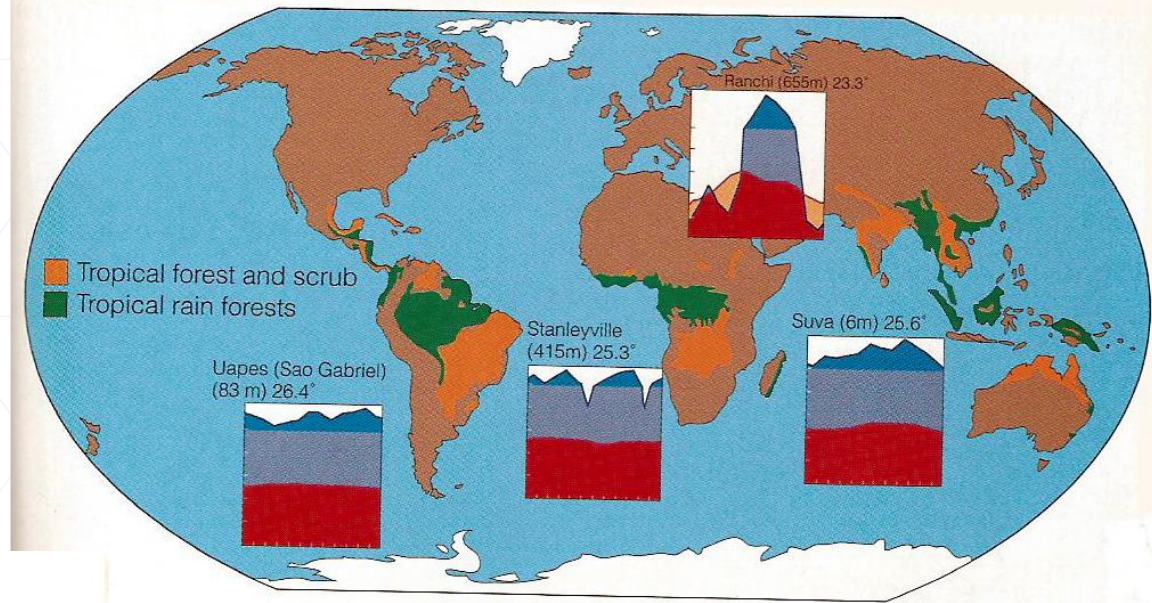 Ranchi (655m) 23.3°
Tropical forest and scrub
Tropical rain forests
Stanleyville
(415m) 25.3°
Suva (6m) 25.6°
Uapes (Sao Gabriel)
(83 m) 26.4°